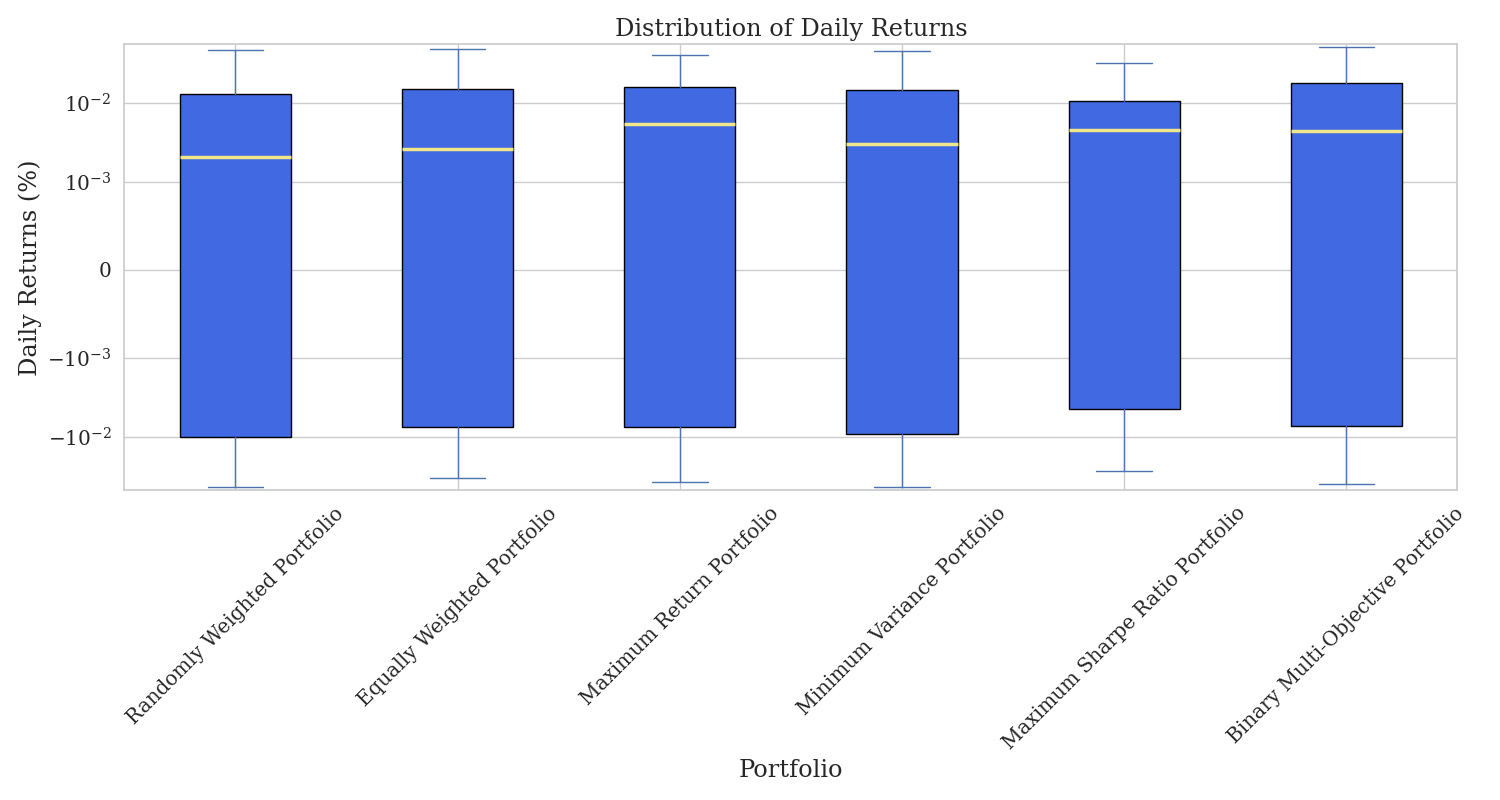 Distribution of Daily Returns
Daily Returns (%)
10⁻²
10⁻³
0
−10⁻³
−10⁻²
Randomly Weighted Portfolio
Equally Weighted Portfolio
Maximum Return Portfolio
Minimum Variance Portfolio
Maximum Sharpe Ratio Portfolio
Binary Multi-Objective Portfolio
Portfolio